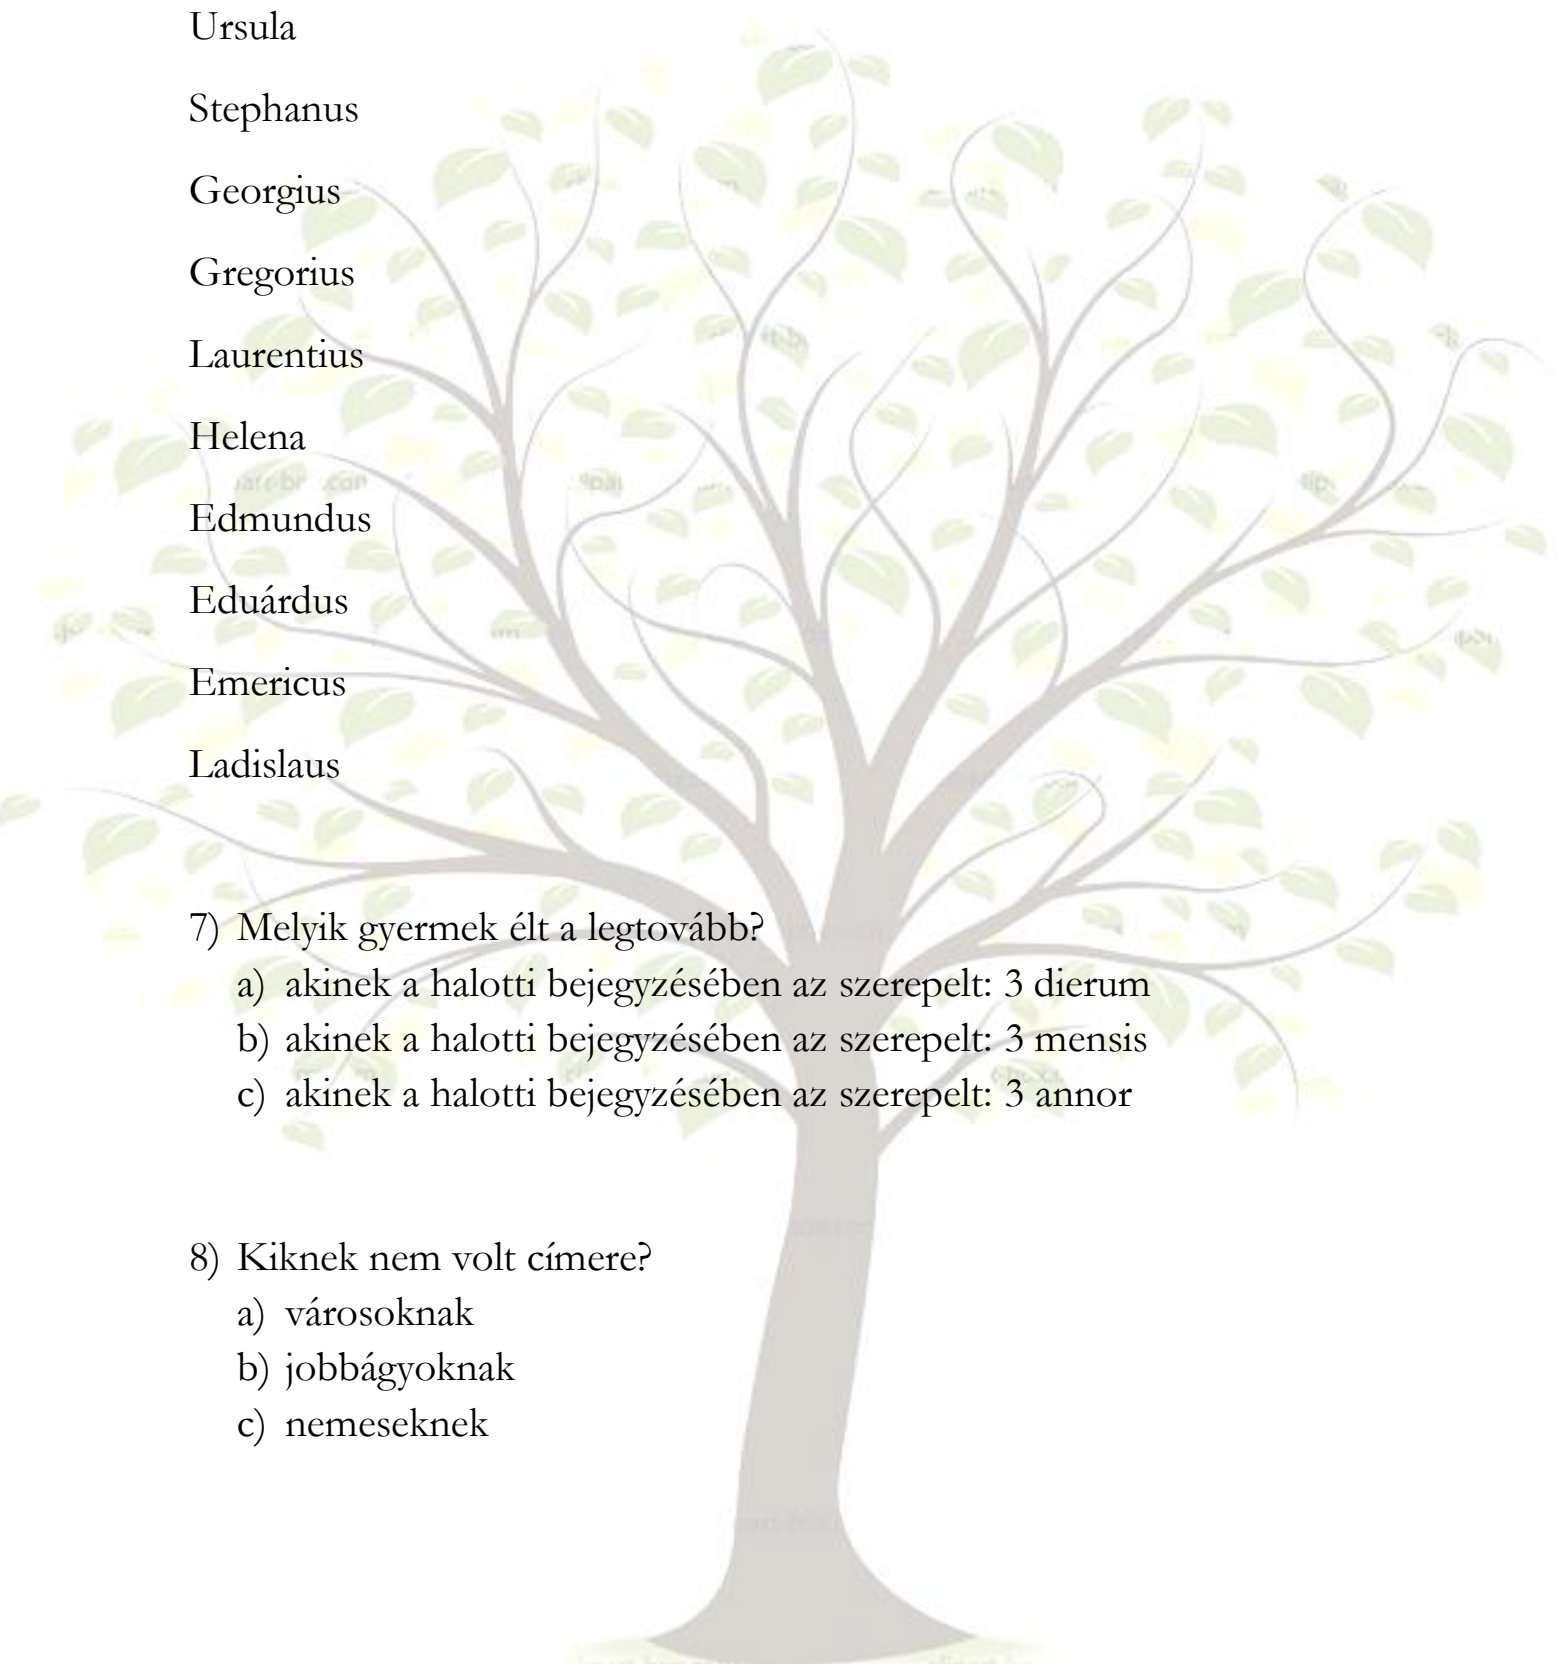 Ursula
Stephanus
Georgius
Gregorius
Laurentius
Helena
Edmundus
Eduárdus
Emericus
Ladislaus
7) Melyik gyermek élt a legtovább?
a) akinek a halotti bejegyzésében az szerepelt: 3 dierum
b) akinek a halotti bejegyzésében az szerepelt: 3 mensis
c) akinek a halotti bejegyzésében az szerepelt: 3 annor
8) Kiknek nem volt címere?
a) városoknak
b) jobbágyoknak
c) nemeseknek